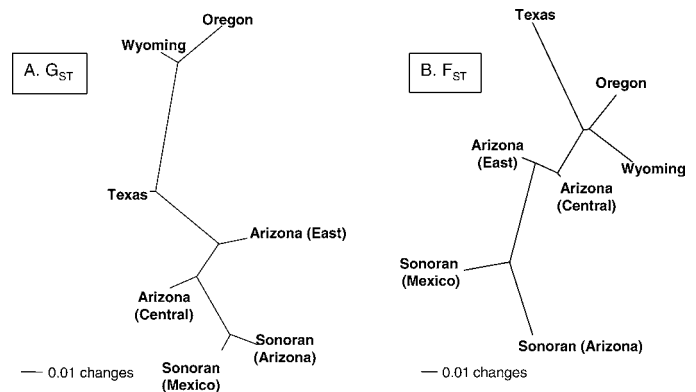 A. GST
Oregon
Wyoming
Texas
Arizona (East)
Arizona
(Central)
Sonoran
(Arizona)
Sonoran
(Mexico)
0.01 changes
B. FST
Texas
Oregon
Arizona
(East)
Wyoming
Arizona
(Central)
Sonoran
(Mexico)
Sonoran (Arizona)
0.01 changes